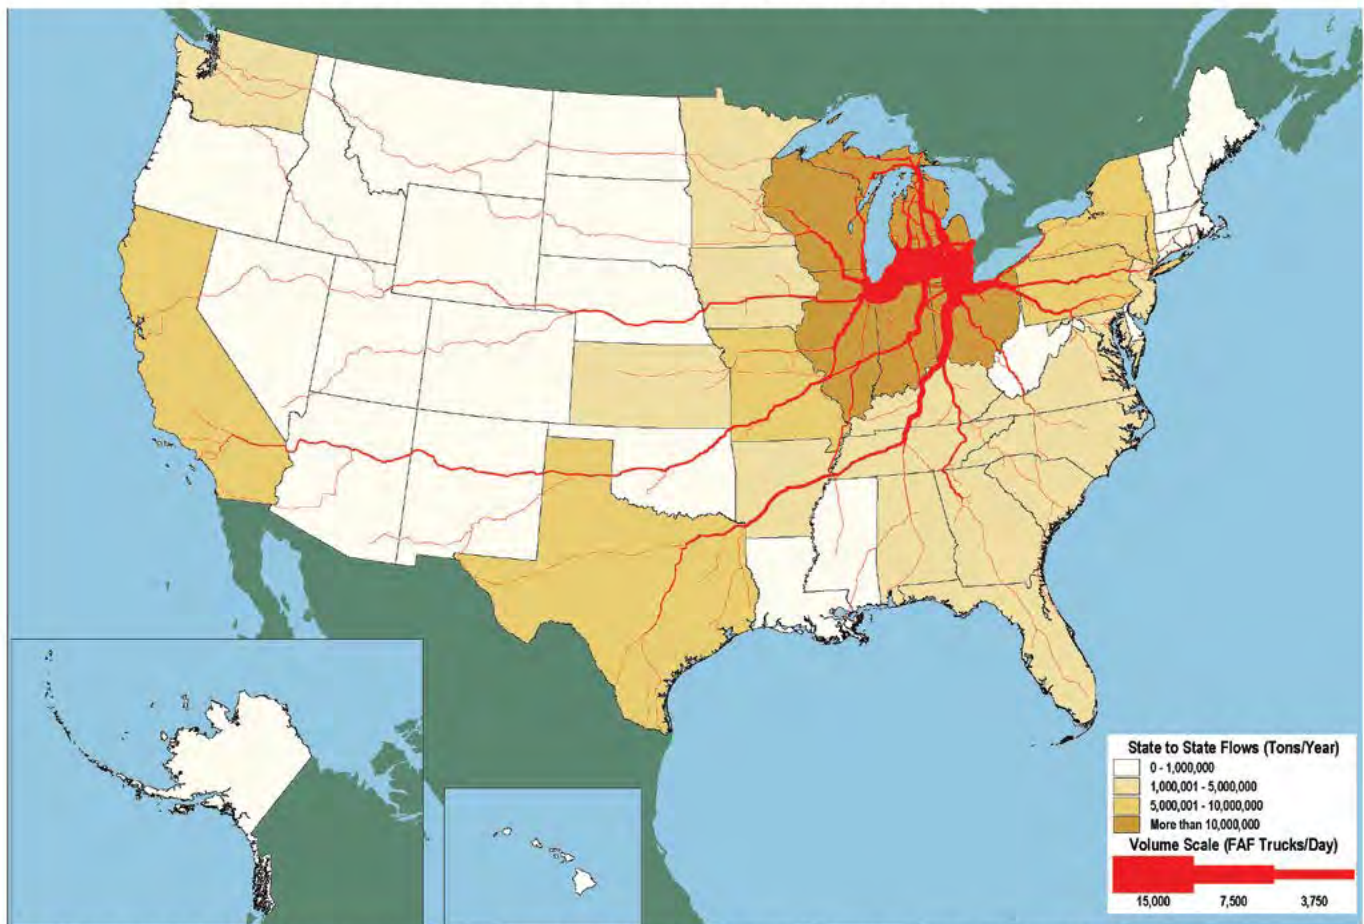 State to State Flows (Tons/Year)
0 - 1,000,000
1,000,001 - 5,000,000
5,000,001 - 10,000,000
More than 10,000,000
Volume Scale (FAF Trucks/Day)
15,000 7,500 3,750